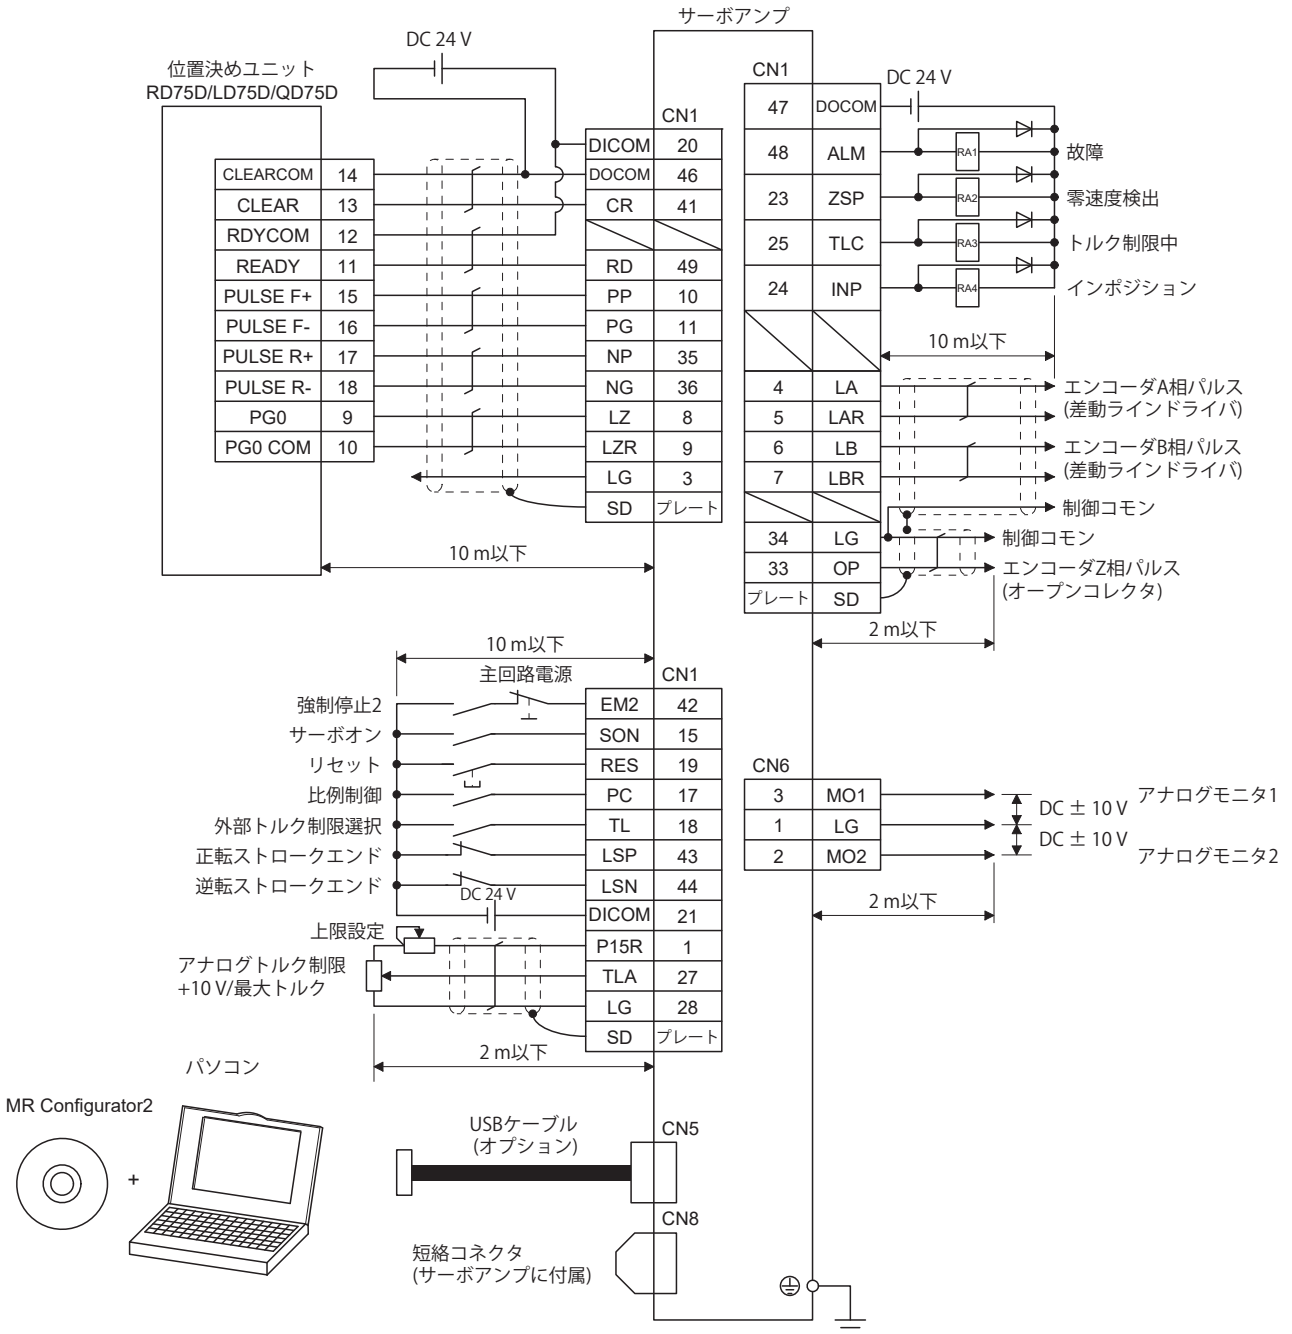 サーボアンプ
DC 24 V
位置決めユニット
RD75D/LD75D/QD75D
CN1
DICOM 20
CLEARCOM 14 DOCOM 46
CLEAR 13 CR 41
RDYCOM 12
READY 11 RD 49
PULSE F+ 15 PP 10
PULSE F- 16 PG 11
PULSE R+ 17 NP 35
PULSE R- 18 NG 36
PG0 9 LZ 8
PG0 COM 10 LZR 9
LG 3
SD プレート
10 m以下
CN1
DC 24 V
47 DOCOM
48 ALM RA1 故障
23 ZSP RA2 零速度検出
25 TLC RA3 トルク制限中
24 INP RA4 インポジション
10 m以下
4 LA エンコーダA相パルス
5 LAR (差動ラインドライバ)
6 LB エンコーダB相パルス
7 LBR (差動ラインドライバ)
制御コモン
34 LG 制御コモン
33 OP エンコーダZ相パルス
(オープンコレクタ)
プレート SD
2 m以下
10 m以下
主回路電源
CN1
強制停止2 EM2 42
サーボオン SON 15
リセット RES 19
比例制御 PC 17
外部トルク制限選択 TL 18
正転ストロークエンド LSP 43
逆転ストロークエンド LSN 44
DC 24 V
DICOM 21
上限設定
P15R 1
アナログトルク制限
+10 V/最大トルク
TLA 27
LG 28
SD プレート
2 m以下
CN6
3 MO1 アナログモニタ1
DC ± 10 V
1 LG
DC ± 10 V
2 MO2 アナログモニタ2
2 m以下
パソコン
MR Configurator2
+
USBケーブル
(オプション)
CN5
CN8
短絡コネクタ
(サーボアンプに付属)